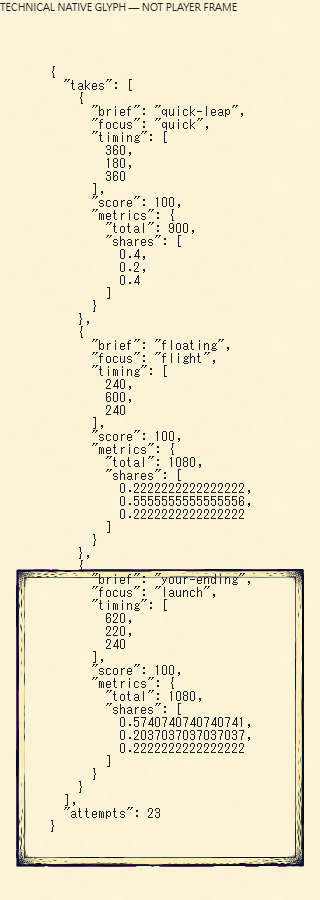 TECHNICAL NATIVE GLYPH — NOT PLAYER FRAME
{
"takes": [
{
"brief": "quick-leap",
"focus": "quick",
"timing": [
360,
180,
360
],
"score": 100,
"metrics": {
"total": 900,
"shares": [
0.4,
0.2,
0.4
]
}
},
{
"brief": "floating",
"focus": "flight",
"timing": [
240,
600,
240
],
"score": 100,
"metrics": {
"total": 1080,
"shares": [
0.2222222222222222,
0.5555555555555556,
0.2222222222222222
]
}
},
{
"brief": "your-ending",
"focus": "launch",
"timing": [
620,
220,
240
],
"score": 100,
"metrics": {
"total": 1080,
"shares": [
0.5740740740740741,
0.2037037037037037,
0.2222222222222222
]
}
}
],
"attempts": 23
}